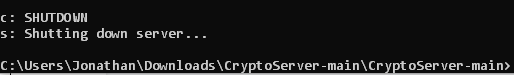 c: SHUTDOWN
s: Shutting down server...
C:\Users\Jonathan\Downloads\CryptoServer-main\CryptoServer-main>